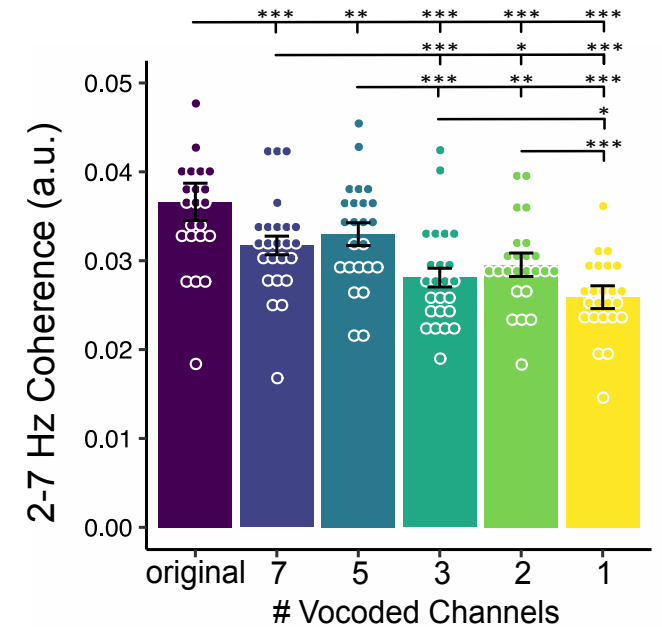 *** ** *** *** ***
*** * ***
*** ** ***
*
***
0.05
0.04
0.03
0.02
0.01
0.00
2-7 Hz Coherence (a.u.)
original 7 5 3 2 1
# Vocoded Channels